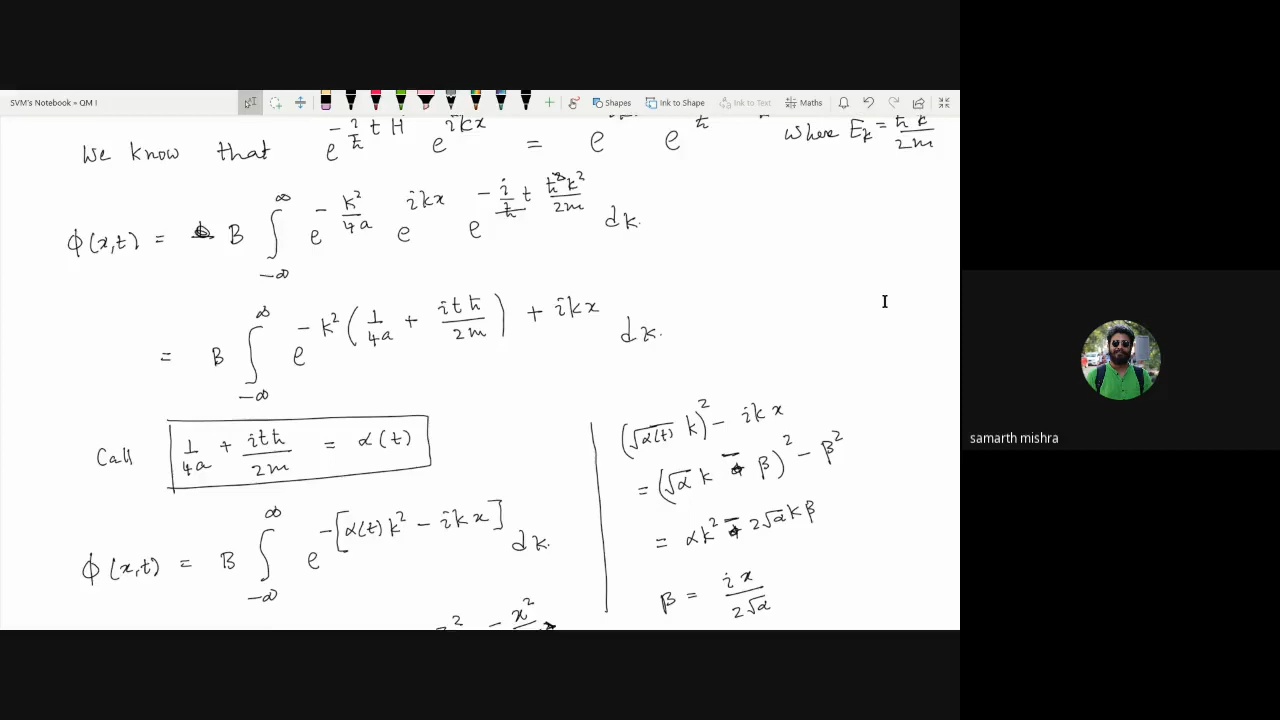 SVM's Notebook » QM I
Shapes Ink to Shape Ink to Text Maths
We know that e^{-i/ħ t H} e^{ikx} = e e^{ħ} where E_k = ħ k / 2m
ϕ(x,t) = B ∫_{-∞}^{∞} e^{-k²/4a} e^{ikx} e^{-i/ħ t ħ²k²/2m} dk.
= B ∫_{-∞}^{∞} e^{-k²(1/4a + itħ/2m) + ikx} dk.
Call 1/4a + itħ/2m = α(t)
ϕ(x,t) = B ∫_{-∞}^{∞} e^{-[α(t)k² - ikx]} dk.
(√α(t) k)² - ikx
= (√α k - β)² - β²
= αk² - 2√α k β
β = ix / 2√α
² - x²
samarth mishra